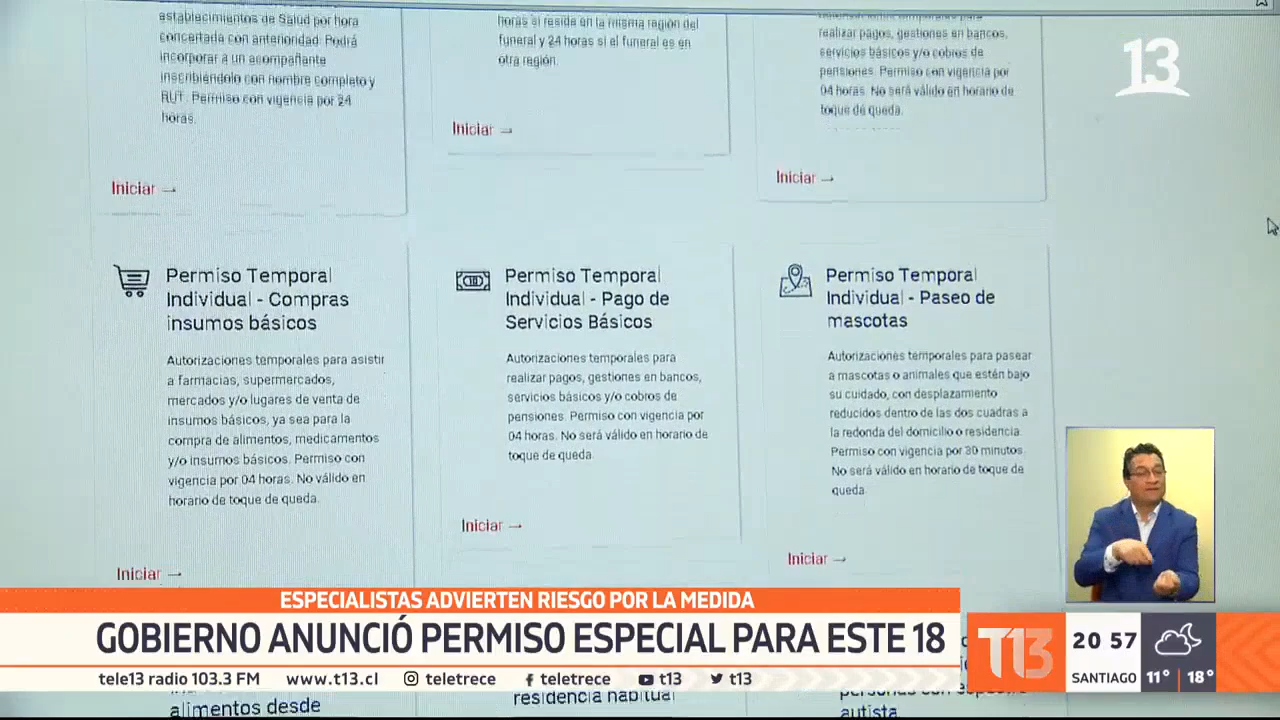 establecimientos de Salud por hora
concertada con anterioridad. Podrá
incorporar a un acompañante
inscribiéndolo con nombre completo y
RUT. Permiso con vigencia por 24
horas.
Iniciar →
horas si reside en la misma región del
funeral y 24 horas si el funeral es en
otra región.
Iniciar →
realizar pagos, gestiones en bancos,
servicios básicos y/o cobros de
pensiones. Permiso con vigencia por
04 horas. No será válido en horario de
toque de queda.
Iniciar →
13
Permiso Temporal
Individual - Compras
insumos básicos
Autorizaciones temporales para asistir
a farmacias, supermercados,
mercados y/o lugares de venta de
insumos básicos, ya sea para la
compra de alimentos, medicamentos
y/o insumos básicos. Permiso con
vigencia por 04 horas. No válido en
horario de toque de queda.
Iniciar →
Permiso Temporal
Individual - Pago de
Servicios Básicos
Autorizaciones temporales para
realizar pagos, gestiones en bancos,
servicios básicos y/o cobros de
pensiones. Permiso con vigencia por
04 horas. No será válido en horario de
toque de queda.
Iniciar →
Permiso Temporal
Individual - Paseo de
mascotas
Autorizaciones temporales para pasear
a mascotas o animales que estén bajo
su cuidado, con desplazamiento
reducidos dentro de las dos cuadras a
la redonda del domicilio o residencia.
Permiso con vigencia por 30 minutos.
No será válido en horario de toque de
queda.
Iniciar →
ESPECIALISTAS ADVIERTEN RIESGO POR LA MEDIDA
GOBIERNO ANUNCIÓ PERMISO ESPECIAL PARA ESTE 18
tele13 radio 103.3 FM www.t13.cl teletrece teletrece t13 t13
T13
20 57
SANTIAGO 11° 18°
alimentos desde
residencia habitual
autista